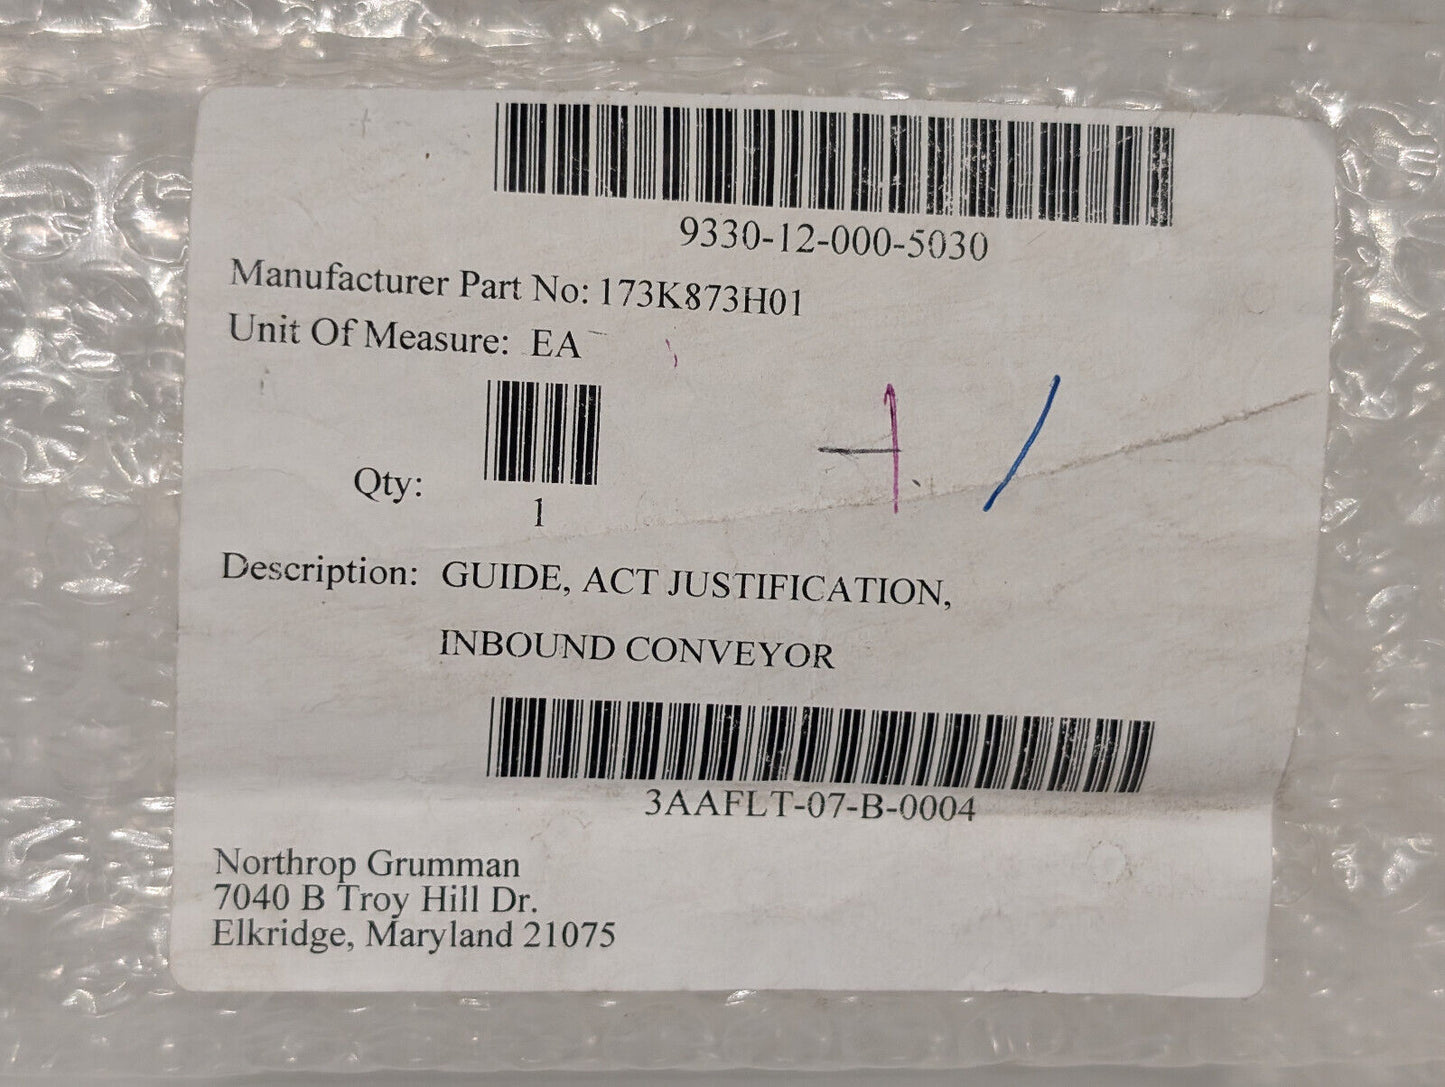 9330-12-000-5030
Manufacturer Part No: 173K873H01
Unit Of Measure: EA
Qty:
1
Description: GUIDE, ACT JUSTIFICATION,
INBOUND CONVEYOR
3AAFLT-07-B-0004
Northrop Grumman
7040 B Troy Hill Dr.
Elkridge, Maryland 21075